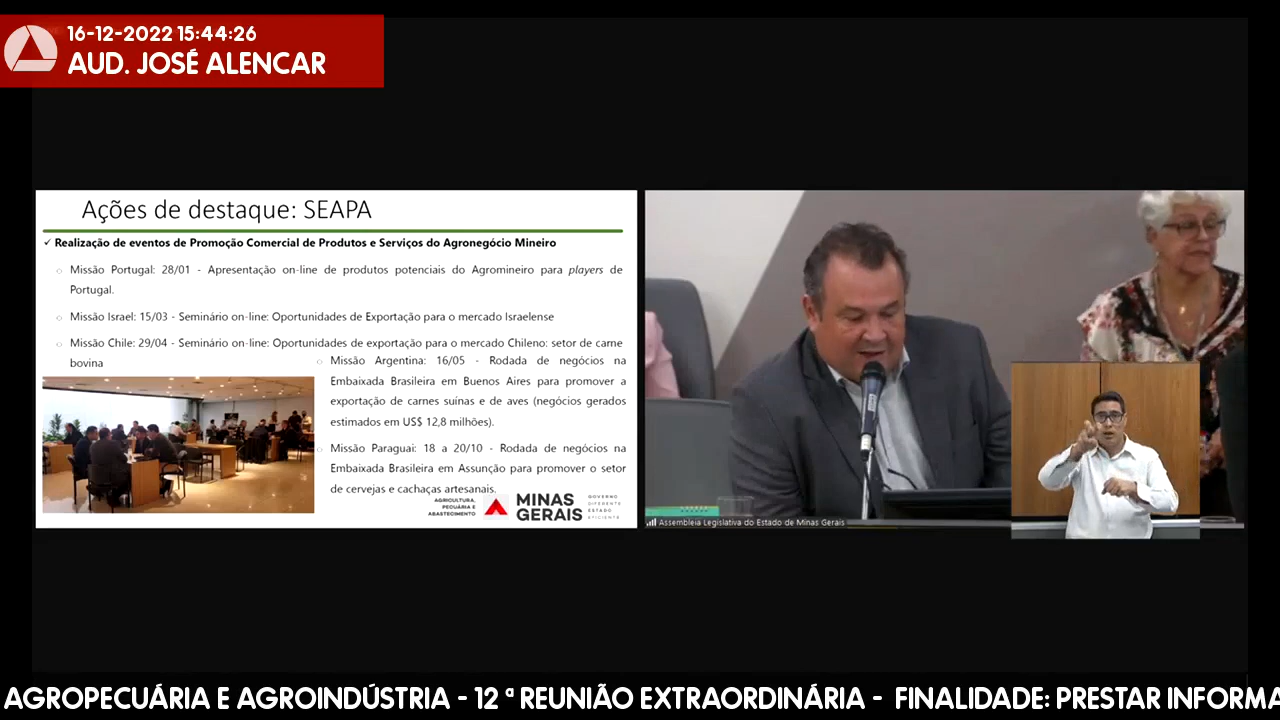 16-12-2022 15:44:26
AUD. JOSÉ ALENCAR
Ações de destaque: SEAPA
✓ Realização de eventos de Promoção Comercial de Produtos e Serviços do Agronegócio Mineiro
○ Missão Portugal: 28/01 - Apresentação on-line de produtos potenciais do Agromineiro para players de
Portugal.
○ Missão Israel: 15/03 - Seminário on-line: Oportunidades de Exportação para o mercado Israelense
○ Missão Chile: 29/04 - Seminário on-line: Oportunidades de exportação para o mercado Chileno: setor de carne
bovina
○ Missão Argentina: 16/05 - Rodada de negócios na
Embaixada Brasileira em Buenos Aires para promover a
exportação de carnes suínas e de aves (negócios gerados
estimados em US$ 12,8 milhões).
○ Missão Paraguai: 18 a 20/10 - Rodada de negócios na
Embaixada Brasileira em Assunção para promover o setor
de cervejas e cachaças artesanais.
AGRICULTURA,
PECUÁRIA E
ABASTECIMENTO
MINAS
GERAIS
GOVERNO
DIFERENTE
ESTADO
EFICIENTE
Assembleia Legislativa do Estado de Minas Gerais
AGROPECUÁRIA E AGROINDÚSTRIA - 12 ª REUNIÃO EXTRAORDINÁRIA - FINALIDADE: PRESTAR INFORMA